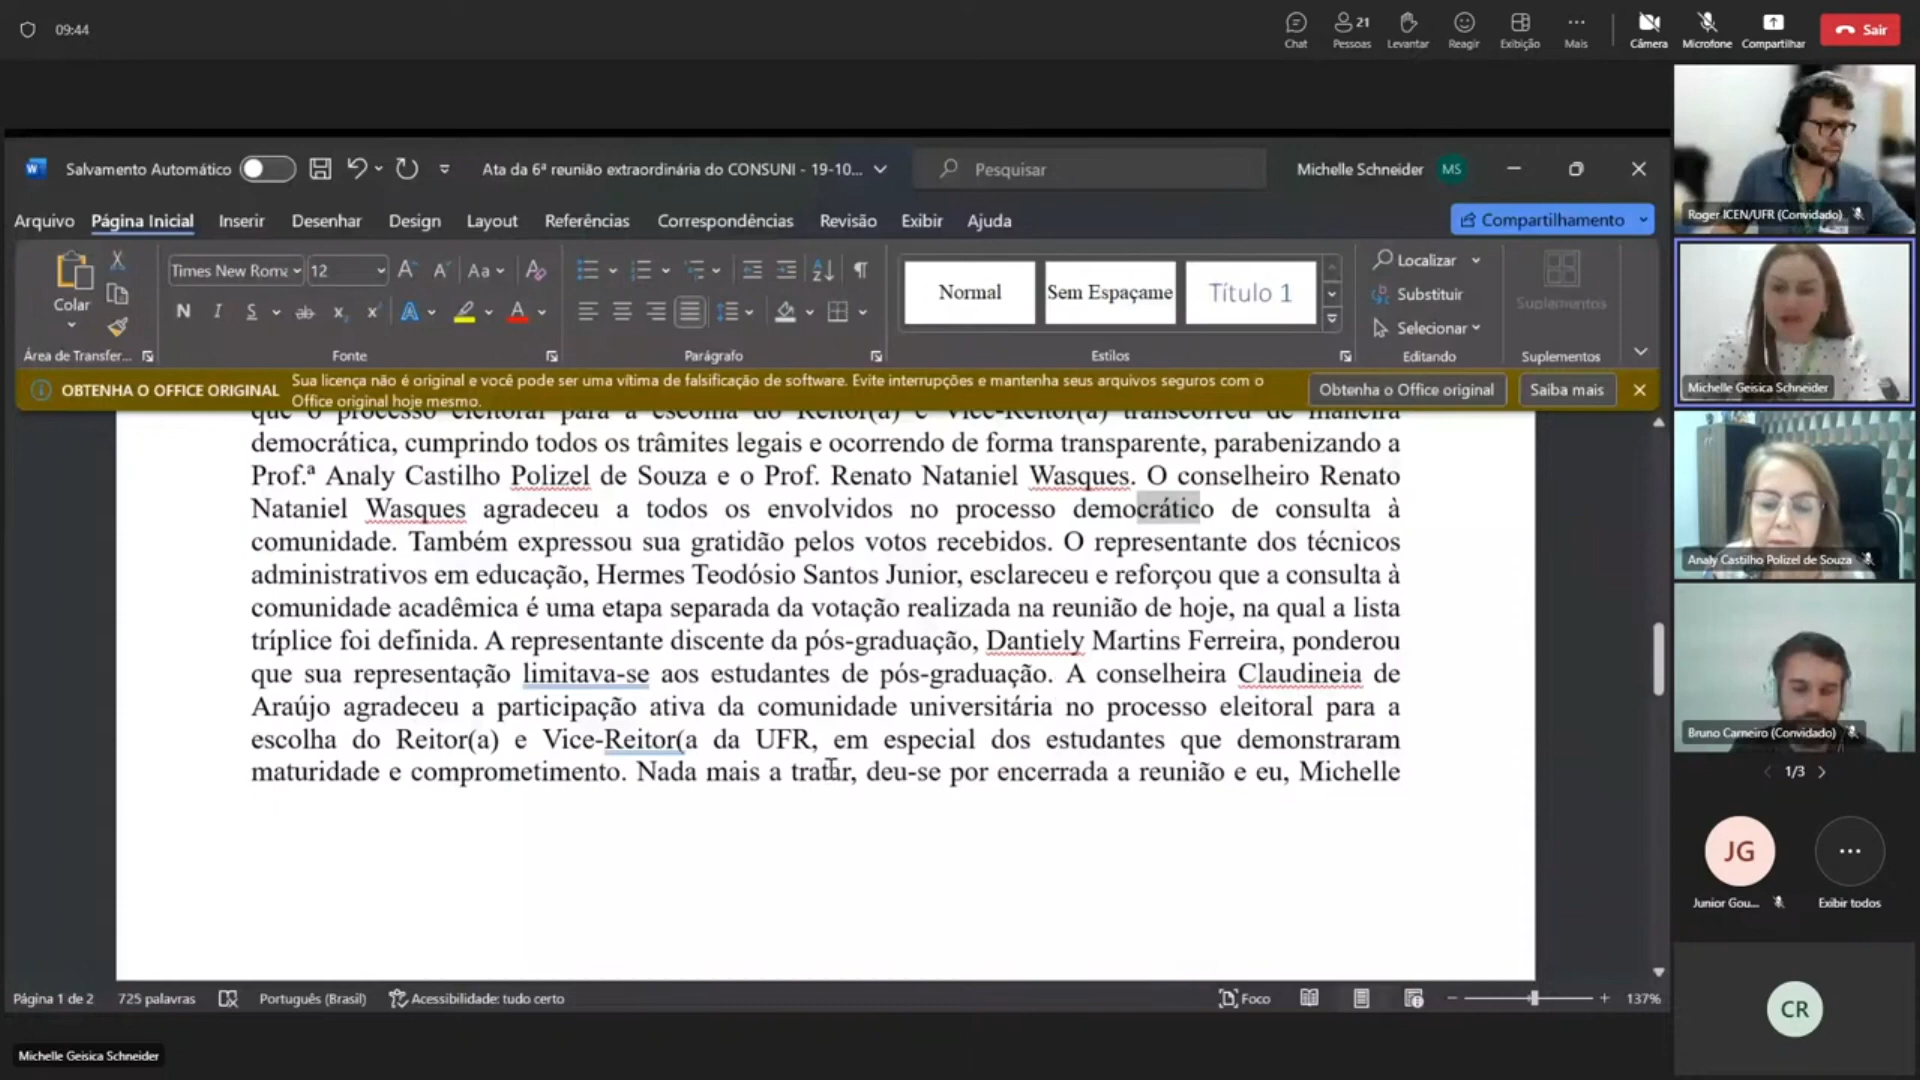 09:44
Chat
21
Pessoas
Levantar
Reagir
Exibição
Mais
Câmera
Microfone
Compartilhar
Sair
Salvamento Automático
Ata da 6ª reunião extraordinária do CONSUNI - 19-10...
Pesquisar
Michelle Schneider
MS
Arquivo
Página Inicial
Inserir
Desenhar
Design
Layout
Referências
Correspondências
Revisão
Exibir
Ajuda
Compartilhamento
Colar
Times New Roma
12
Aa
N
I
S
ab
Normal
Sem Espaçame
Título 1
Localizar
Substituir
Selecionar
Suplementos
Área de Transfer...
Fonte
Parágrafo
Estilos
Editando
Suplementos
OBTENHA O OFFICE ORIGINAL
Sua licença não é original e você pode ser uma vítima de falsificação de software. Evite interrupções e mantenha seus arquivos seguros com o
Office original hoje mesmo.
Obtenha o Office original
Saiba mais
que o processo eleitoral para a escolha do Reitor(a) e Vice-Reitor(a) transcorreu de maneira
democrática, cumprindo todos os trâmites legais e ocorrendo de forma transparente, parabenizando a
Prof.ª Analy Castilho Polizel de Souza e o Prof. Renato Nataniel Wasques. O conselheiro Renato
Nataniel Wasques agradeceu a todos os envolvidos no processo democrático de consulta à
comunidade. Também expressou sua gratidão pelos votos recebidos. O representante dos técnicos
administrativos em educação, Hermes Teodósio Santos Junior, esclareceu e reforçou que a consulta à
comunidade acadêmica é uma etapa separada da votação realizada na reunião de hoje, na qual a lista
tríplice foi definida. A representante discente da pós-graduação, Dantiely Martins Ferreira, ponderou
que sua representação limitava-se aos estudantes de pós-graduação. A conselheira Claudineia de
Araújo agradeceu a participação ativa da comunidade universitária no processo eleitoral para a
escolha do Reitor(a) e Vice-Reitor(a da UFR, em especial dos estudantes que demonstraram
maturidade e comprometimento. Nada mais a tratar, deu-se por encerrada a reunião e eu, Michelle
Página 1 de 2
725 palavras
Português (Brasil)
Acessibilidade: tudo certo
Foco
137%
Michelle Geisica Schneider
Roger ICEN/UFR (Convidado)
Michelle Geisica Schneider
Analy Castilho Polizel de Souza
Bruno Carneiro (Convidado)
1/3
JG
Junior Gou...
Exibir todos
CR